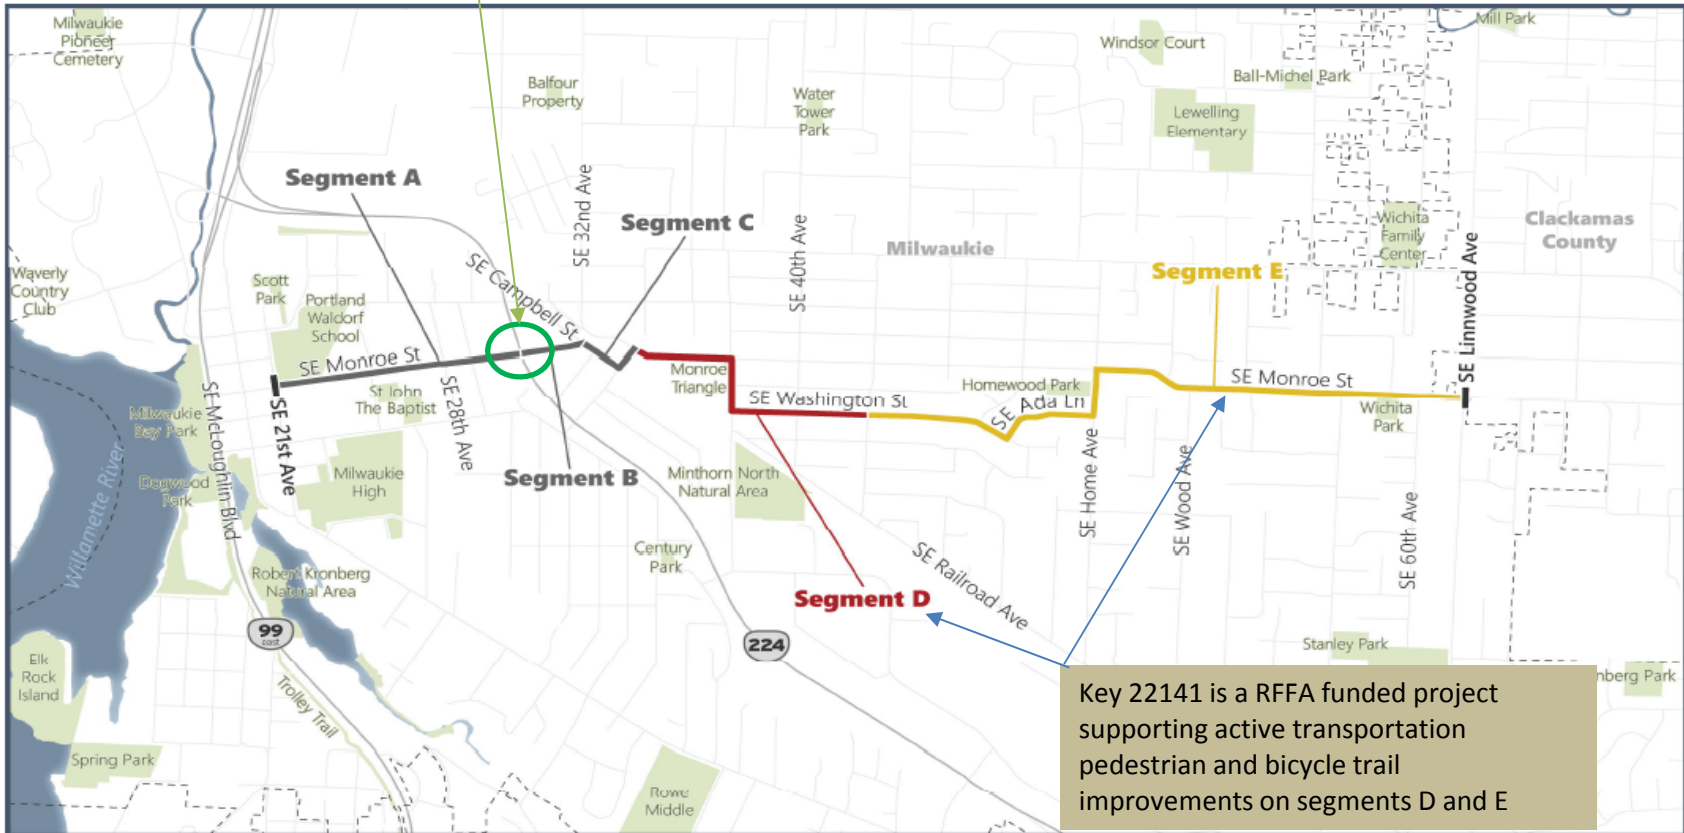 Milwaukie
Pioneer
Cemetery
Mill Park
Windsor Court
Ball-Michel Park
Balfour
Property
Water
Tower
Park
Lewelling
Elementary
Segment A
SE 32nd Ave
Segment C
SE 40th Ave
Milwaukie
Wichita
Family
Center
Clackamas
County
Waverly
Country
Club
Scott
Park
Portland
Waldorf
School
SE Campbell St
Segment E
SE Linnwood Ave
SE Monroe St
Monroe
Triangle
SE Washington St
Homewood Park
SE Ada Ln
SE Monroe St
Wichita
Park
St John
The Baptist
SE 28th Ave
SE McLoughlin Blvd
Milwaukie
Bay Park
SE 21st Ave
Dogwood
Park
Milwaukie
High
Segment B
Minthorn North
Natural Area
SE Home Ave
SE Wood Ave
SE 60th Ave
Willamette River
Century
Park
SE Railroad Ave
Robert Kronberg
Natural Area
Segment D
99
east
224
Stanley Park
Elk
Rock
Island
Trolley Trail
nberg Park
Spring Park
Rowe
Middle
Key 22141 is a RFFA funded project
supporting active transportation
pedestrian and bicycle trail
improvements on segments D and E